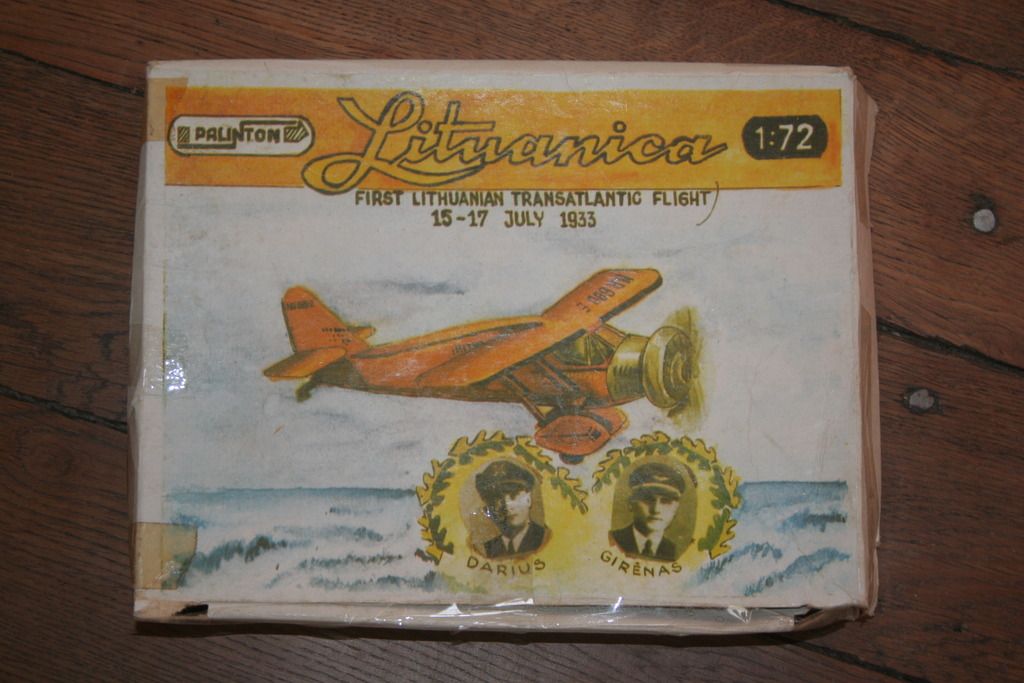 PALINTON
Lituanica
1:72
FIRST LITHUANIAN TRANSATLANTIC FLIGHT
15-17 JULY 1933
DARIUS
GIRĖNAS